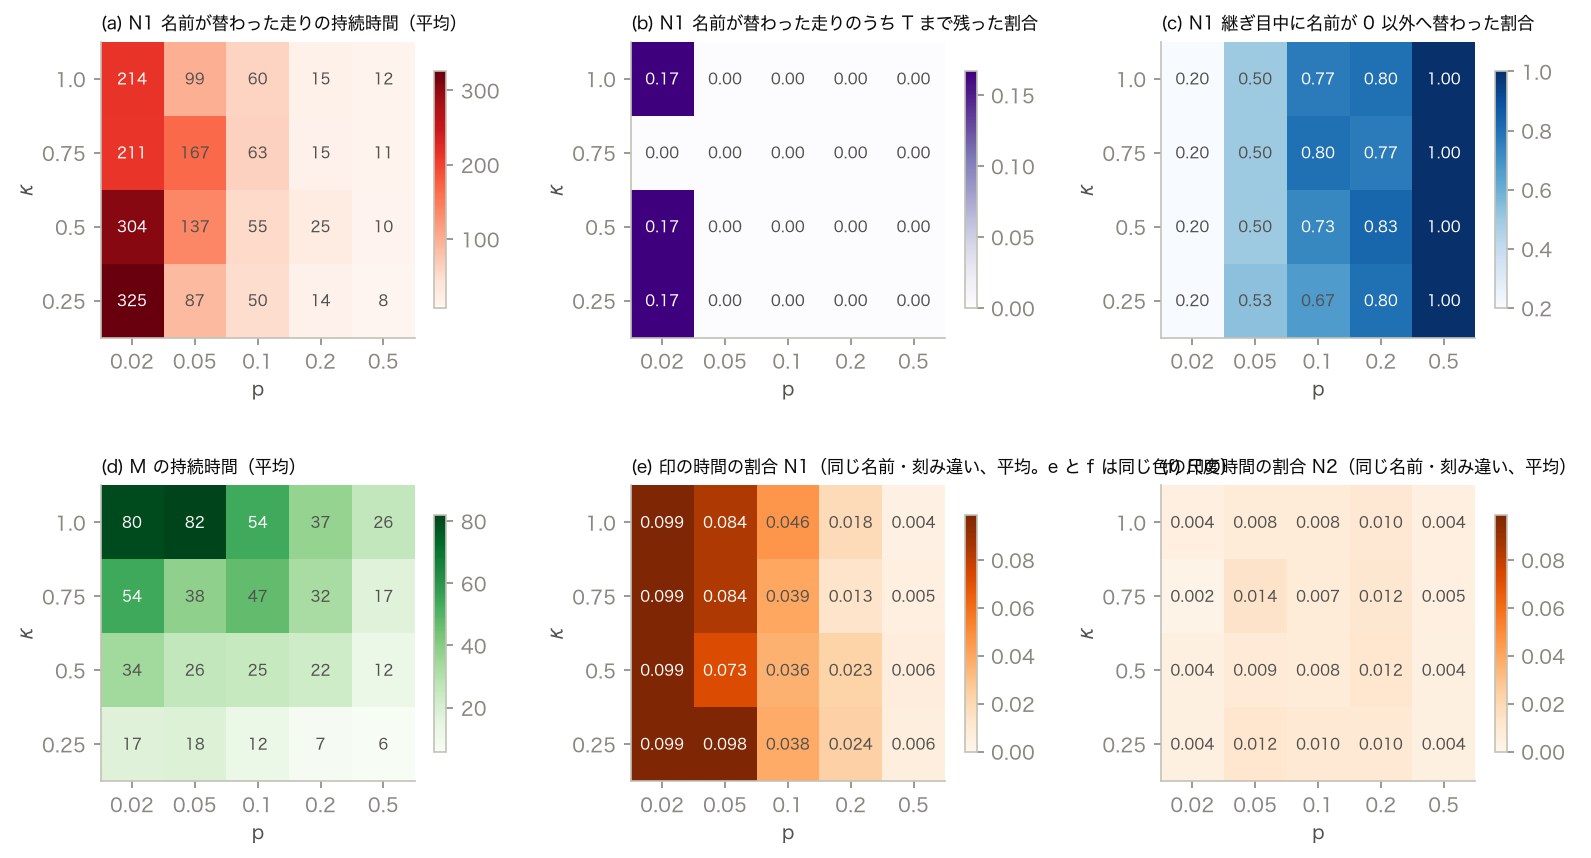 (a) N1 名前が替わった走りの持続時間（平均）
(b) N1 名前が替わった走りのうち T まで残った割合
(c) N1 継ぎ目中に名前が 0 以外へ替わった割合
1.0 214 99 60 15 12
0.75 211 167 63 15 11
0.5 304 137 55 25 10
0.25 325 87 50 14 8
0.02 0.05 0.1 0.2 0.5
κ
p
300
200
100
1.0 0.17 0.00 0.00 0.00 0.00
0.75 0.00 0.00 0.00 0.00 0.00
0.5 0.17 0.00 0.00 0.00 0.00
0.25 0.17 0.00 0.00 0.00 0.00
0.02 0.05 0.1 0.2 0.5
κ
p
0.15
0.10
0.05
0.00
1.0 0.20 0.50 0.77 0.80 1.00
0.75 0.20 0.50 0.80 0.77 1.00
0.5 0.20 0.50 0.73 0.83 1.00
0.25 0.20 0.53 0.67 0.80 1.00
0.02 0.05 0.1 0.2 0.5
κ
p
1.0
0.8
0.6
0.4
0.2
(d) M の持続時間（平均）
(e) 印の時間の割合 N1（同じ名前・刻み違い、平均。e と f は同じ色の尺度）
(f) 印の時間の割合 N2（同じ名前・刻み違い、平均）
1.0 80 82 54 37 26
0.75 54 38 47 32 17
0.5 34 26 25 22 12
0.25 17 18 12 7 6
0.02 0.05 0.1 0.2 0.5
κ
p
80
60
40
20
1.0 0.099 0.084 0.046 0.018 0.004
0.75 0.099 0.084 0.039 0.013 0.005
0.5 0.099 0.073 0.036 0.023 0.006
0.25 0.099 0.098 0.038 0.024 0.006
0.02 0.05 0.1 0.2 0.5
κ
p
0.08
0.06
0.04
0.02
0.00
1.0 0.004 0.008 0.008 0.010 0.004
0.75 0.002 0.014 0.007 0.012 0.005
0.5 0.004 0.009 0.008 0.012 0.004
0.25 0.004 0.012 0.010 0.010 0.004
0.02 0.05 0.1 0.2 0.5
κ
p
0.08
0.06
0.04
0.02
0.00